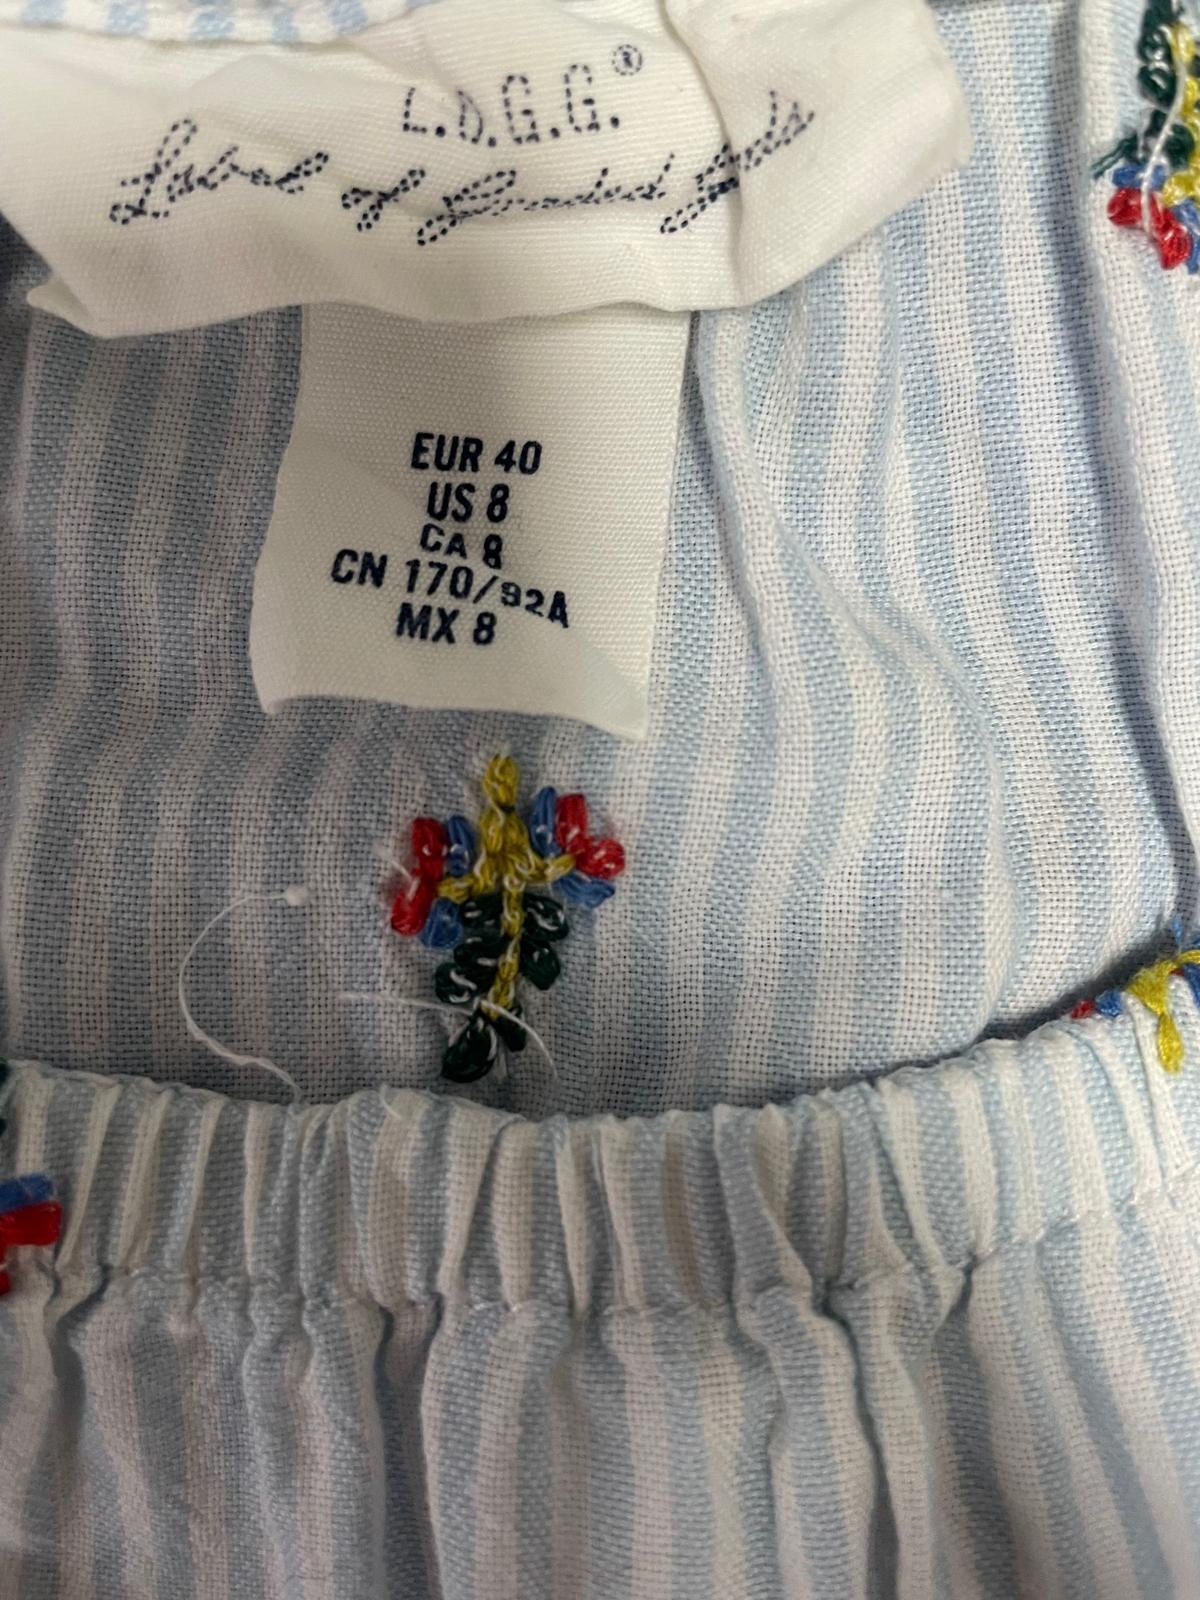 L.O.G.G.®
Label of Graded Goods
EUR 40
US 8
CA 8
CN 170/92A
MX 8